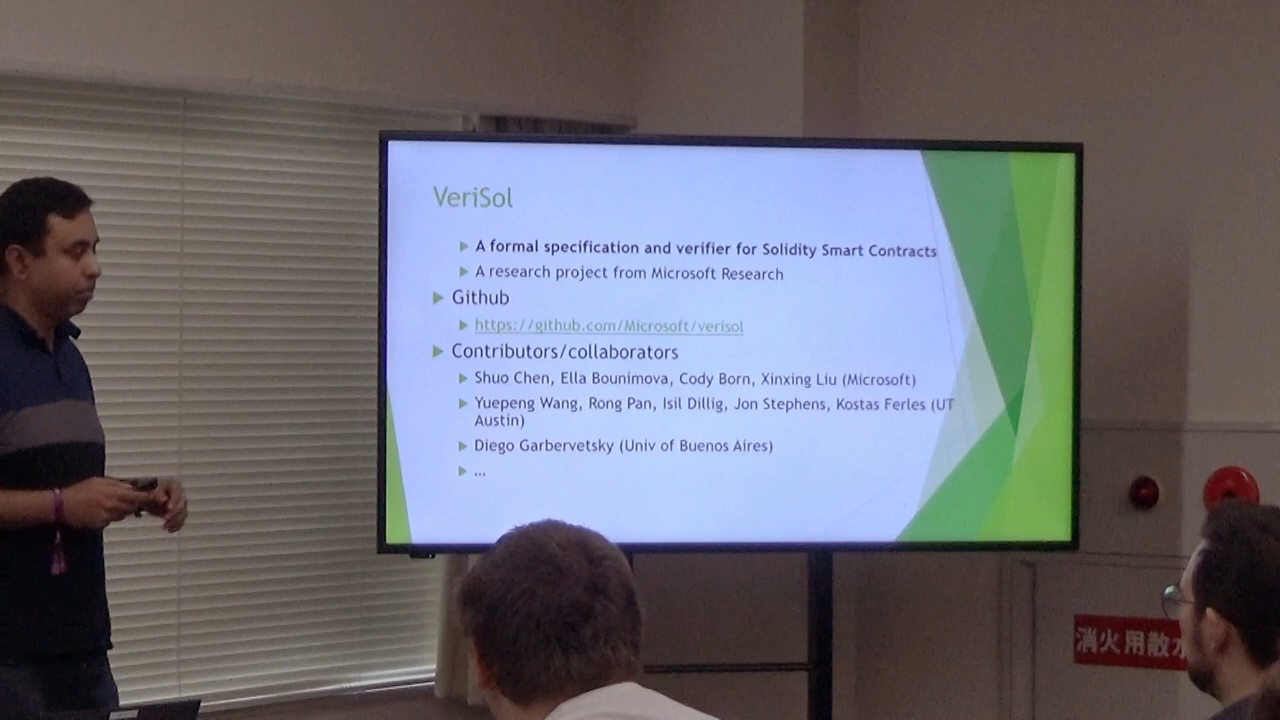 VeriSol
A formal specification and verifier for Solidity Smart Contracts
A research project from Microsoft Research
Github
https://github.com/Microsoft/verisol
Contributors/collaborators
Shuo Chen, Ella Bounimova, Cody Born, Xinxing Liu (Microsoft)
Yuepeng Wang, Rong Pan, Isil Dillig, Jon Stephens, Kostas Ferles (UT
Austin)
Diego Garbervetsky (Univ of Buenos Aires)
...
消火用散水